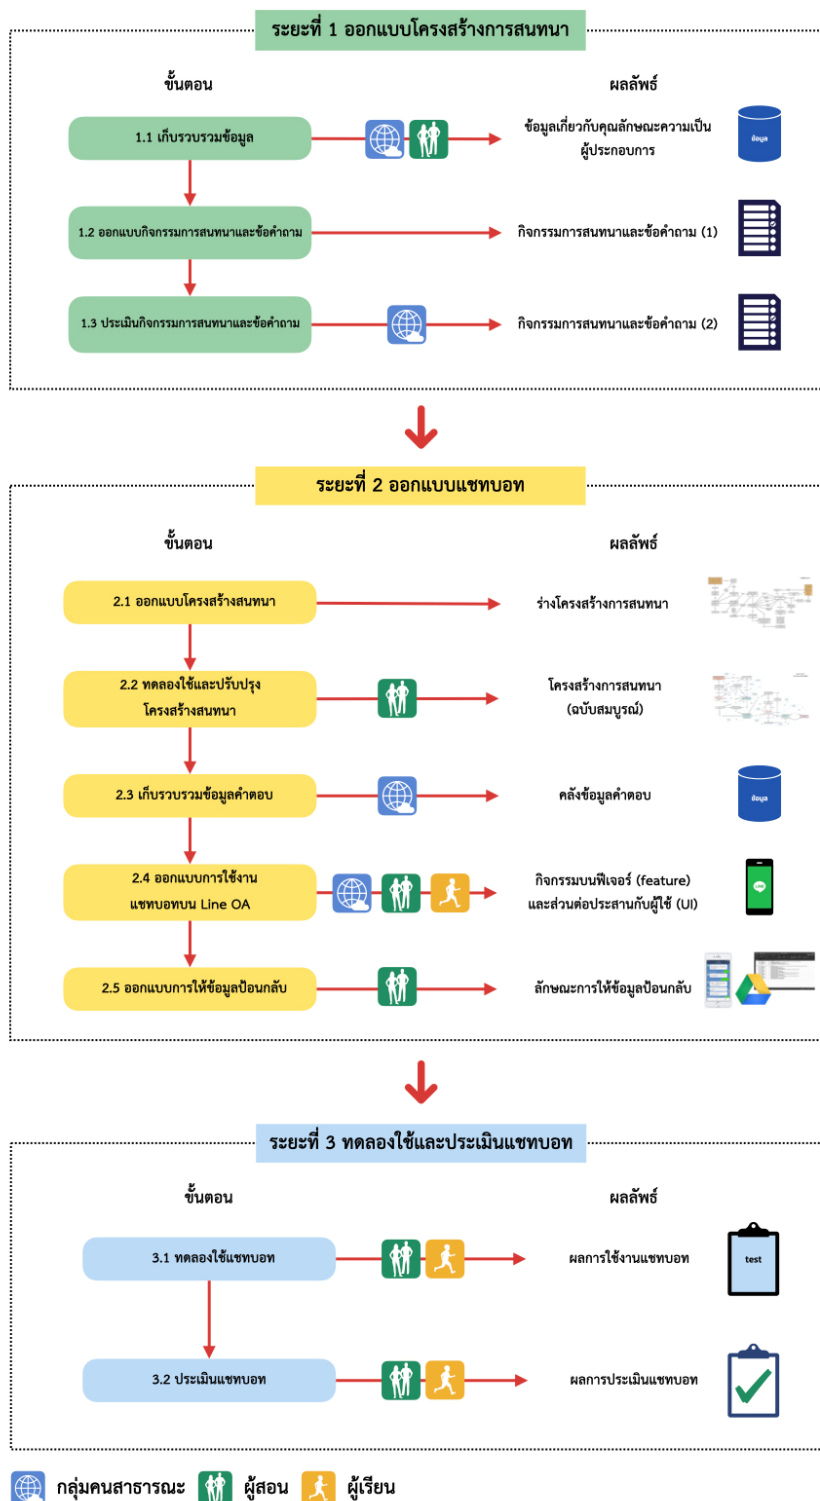 ระยะที่ 1 ออกแบบโครงสร้างการสนทนา
ขั้นตอน
ผลลัพธ์
1.1 เก็บรวบรวมข้อมูล
ข้อมูลเกี่ยวกับคุณลักษณะความเป็น
ผู้ประกอบการ
ข้อมูล
1.2 ออกแบบกิจกรรมการสนทนาและข้อคำถาม
กิจกรรมการสนทนาและข้อคำถาม (1)
1.3 ประเมินกิจกรรมการสนทนาและข้อคำถาม
กิจกรรมการสนทนาและข้อคำถาม (2)
ระยะที่ 2 ออกแบบแชทบอท
ขั้นตอน
ผลลัพธ์
2.1 ออกแบบโครงสร้างสนทนา
ร่างโครงสร้างการสนทนา
2.2 ทดลองใช้และปรับปรุง
โครงสร้างสนทนา
โครงสร้างการสนทนา
(ฉบับสมบูรณ์)
2.3 เก็บรวบรวมข้อมูลคำตอบ
คลังข้อมูลคำตอบ
ข้อมูล
2.4 ออกแบบการใช้งาน
แชทบอทบน Line OA
กิจกรรมบนฟีเจอร์ (feature)
และส่วนต่อประสานกับผู้ใช้ (UI)
2.5 ออกแบบการให้ข้อมูลป้อนกลับ
ลักษณะการให้ข้อมูลป้อนกลับ
ระยะที่ 3 ทดลองใช้และประเมินแชทบอท
ขั้นตอน
ผลลัพธ์
3.1 ทดลองใช้แชทบอท
ผลการใช้งานแชทบอท
test
3.2 ประเมินแชทบอท
ผลการประเมินแชทบอท
กลุ่มคนสาธารณะ
ผู้สอน
ผู้เรียน